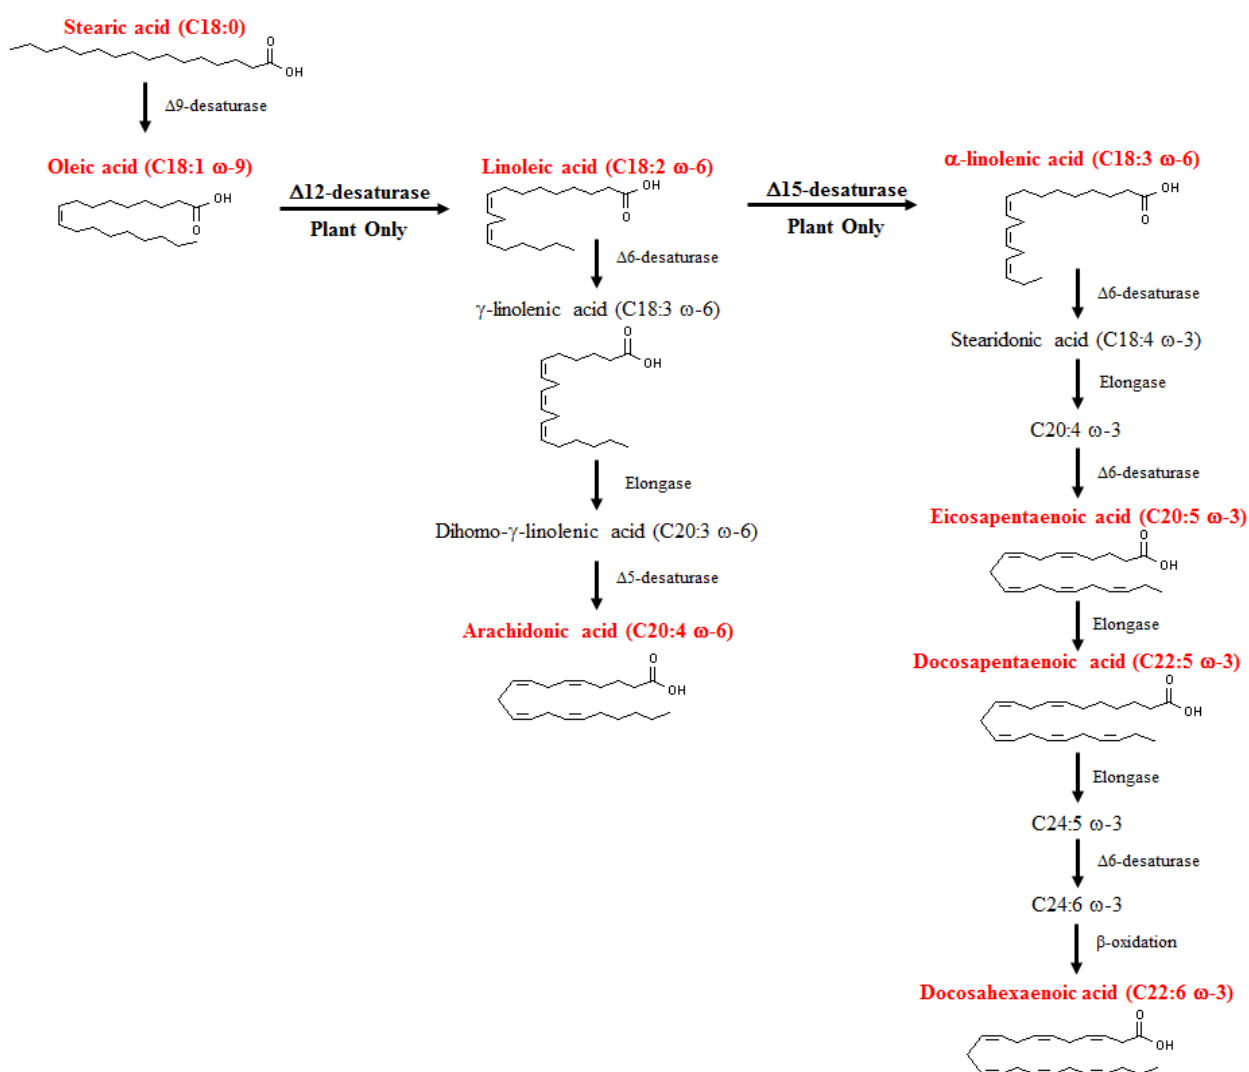 Stearic acid (C18:0)
O
OH
Δ9-desaturase
Oleic acid (C18:1 ω-9)
OH
O
Δ12-desaturase
Plant Only
Linoleic acid (C18:2 ω-6)
OH
O
Δ15-desaturase
Plant Only
α-linolenic acid (C18:3 ω-6)
OH
O
Δ6-desaturase
γ-linolenic acid (C18:3 ω-6)
O
OH
Elongase
Dihomo-γ-linolenic acid (C20:3 ω-6)
Δ5-desaturase
Arachidonic acid (C20:4 ω-6)
O
OH
Δ6-desaturase
Stearidonic acid (C18:4 ω-3)
Elongase
C20:4 ω-3
Δ6-desaturase
Eicosapentaenoic acid (C20:5 ω-3)
O
OH
Elongase
Docosapentaenoic acid (C22:5 ω-3)
O
OH
Elongase
C24:5 ω-3
Δ6-desaturase
C24:6 ω-3
β-oxidation
Docosahexaenoic acid (C22:6 ω-3)
O
OH